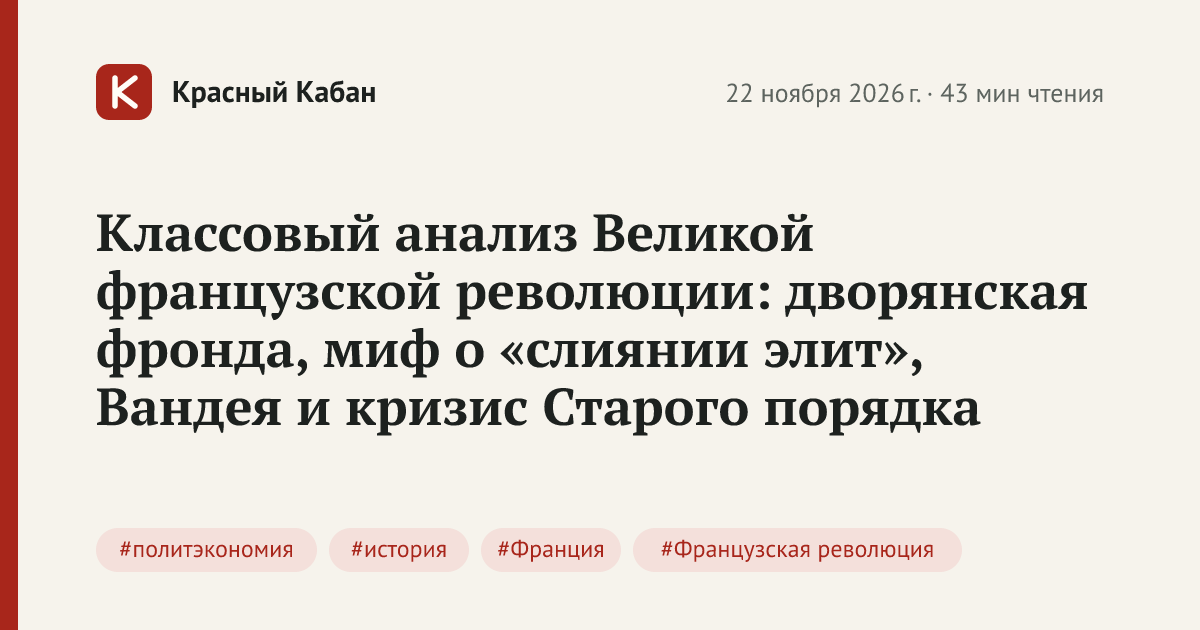 К Красный Кабан
22 ноября 2026 г. · 43 мин чтения
Классовый анализ Великой
французской революции: дворянская
фронда, миф о «слиянии элит»,
Вандея и кризис Старого порядка
#политэкономия #история #Франция #Французская революция